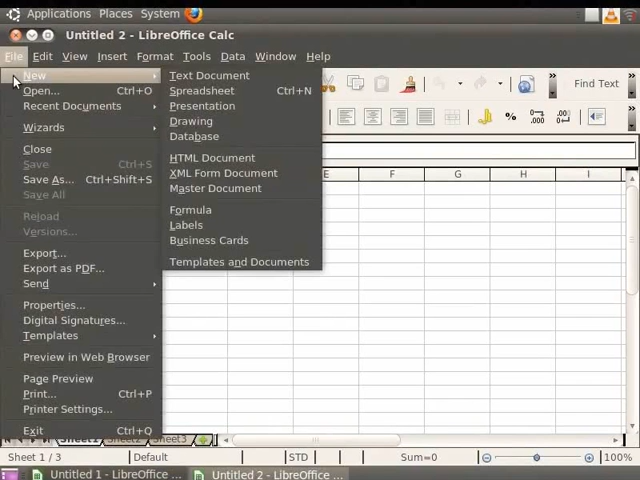 Applications Places System
Untitled 2 - LibreOffice Calc
File Edit View Insert Format Tools Data Window Help
New
Open... Ctrl+O
Recent Documents
Wizards
Close
Save Ctrl+S
Save As... Ctrl+Shift+S
Save All
Reload
Versions...
Export...
Export as PDF...
Send
Properties...
Digital Signatures...
Templates
Preview in Web Browser
Page Preview
Print... Ctrl+P
Printer Settings...
Exit Ctrl+Q
Text Document
Spreadsheet Ctrl+N
Presentation
Drawing
Database
HTML Document
XML Form Document
Master Document
Formula
Labels
Business Cards
Templates and Documents
Find Text
%
E F G H I
Sheet1 Sheet2 Sheet3
Sheet 1 / 3 Default STD Sum=0 100%
Untitled 1 - LibreOffice ... Untitled 2 - LibreOffice ...